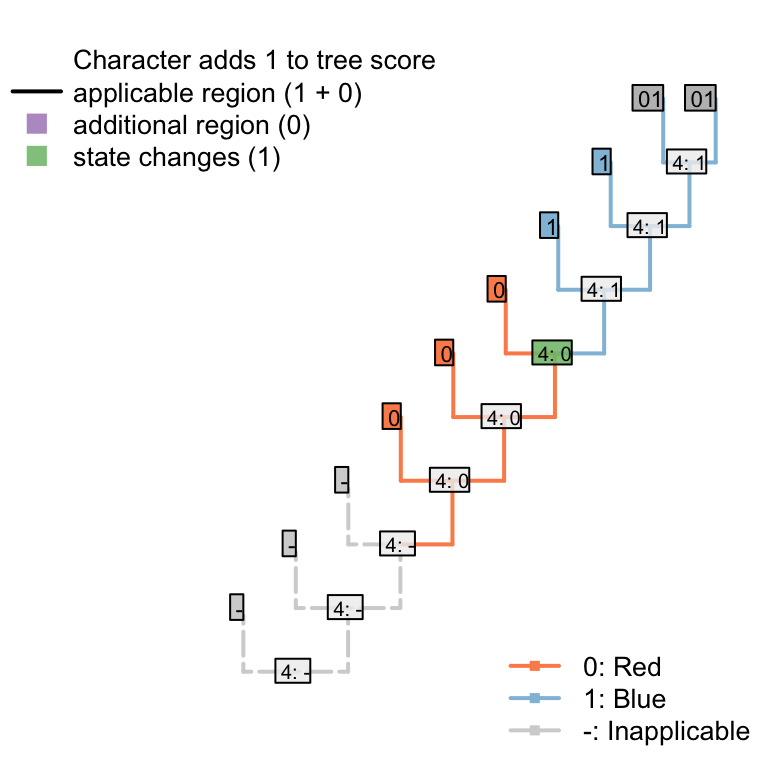 Character adds 1 to tree score
applicable region (1 + 0)
additional region (0)
state changes (1)
01 01
1 4: 1
1 4: 1
0 4: 1
0 4: 0
0 4: 0
- 4: 0
- 4: -
- 4: -
4: -
0: Red
1: Blue
-: Inapplicable